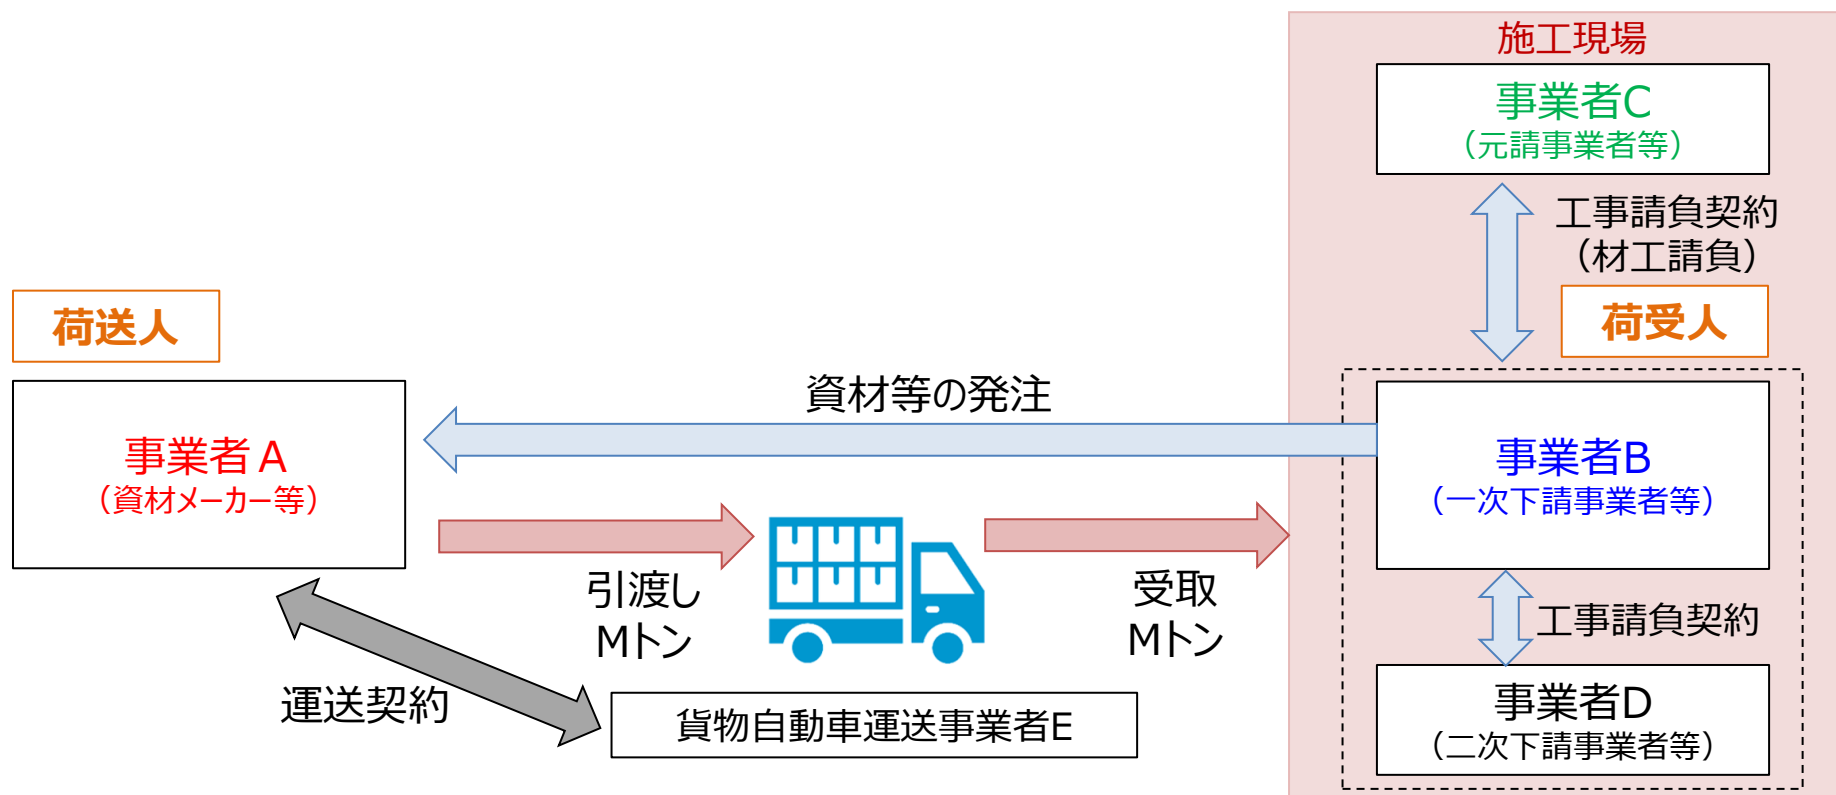 施工現場
事業者C
（元請事業者等）
工事請負契約
（材工請負）
荷送人
荷受人
資材等の発注
事業者A
（資材メーカー等）
事業者B
（一次下請事業者等）
引渡し
Mトン
受取
Mトン
工事請負契約
運送契約
貨物自動車運送事業者E
事業者D
（二次下請事業者等）